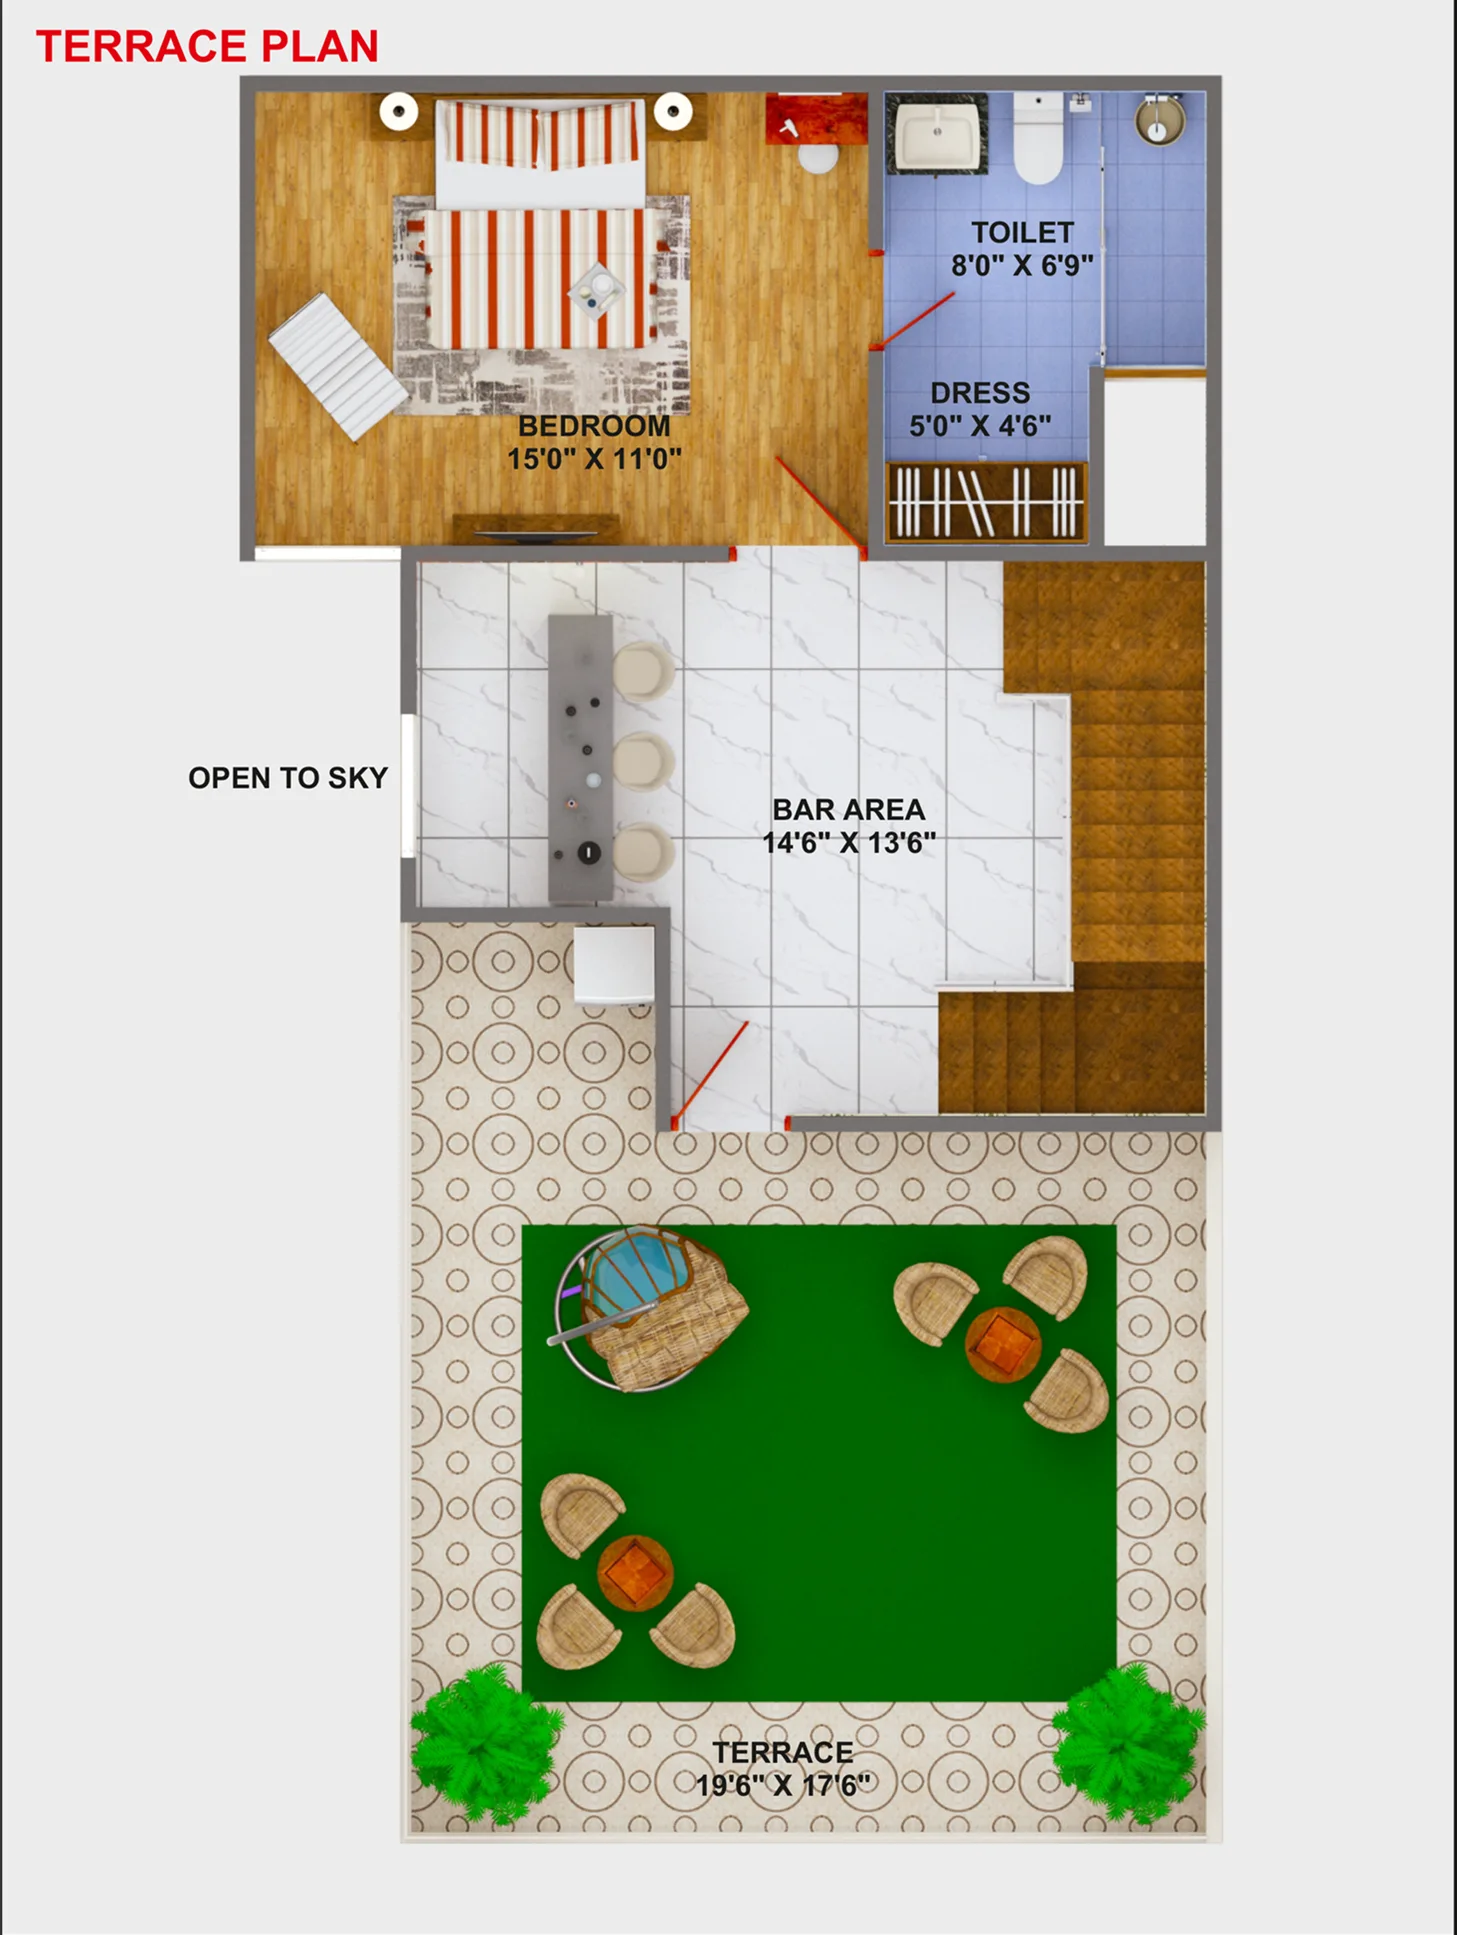 TERRACE PLAN
TOILET
8'0" X 6'9"
DRESS
5'0" X 4'6"
BEDROOM
15'0" X 11'0"
OPEN TO SKY
BAR AREA
14'6" X 13'6"
TERRACE
19'6" X 17'6"